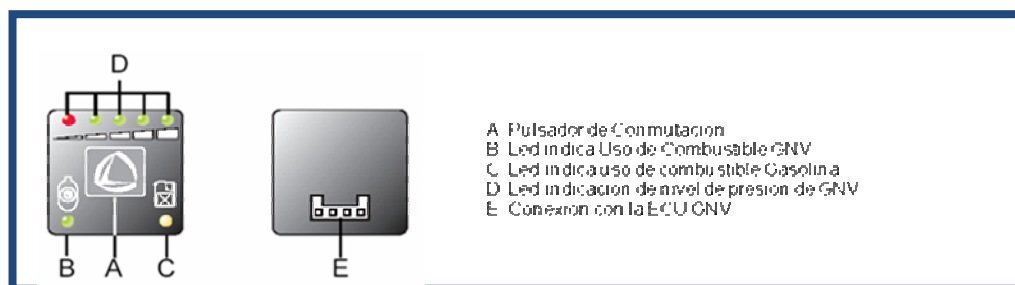 D
B A C
E
A Pulsador de Conmutacion
B Led indica Uso de Combustible GNV
C Led indica uso de combustible Gasolina
D Led indicacion de nivel de presion de GNV
E Conexion con la ECU GNV